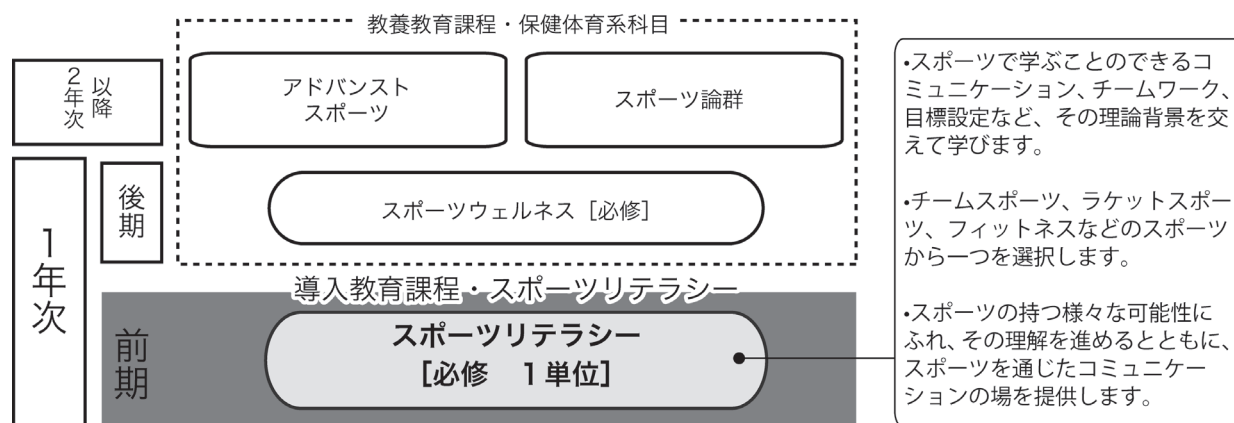 教養教育課程・保健体育系科目
2年次
以降
アドバンスト
スポーツ
スポーツ論群
後期
スポーツウェルネス［必修］
1年次
導入教育課程・スポーツリテラシー
前期
スポーツリテラシー
［必修　1単位］
•スポーツで学ぶことのできるコ
ミュニケーション、チームワーク、
目標設定など、その理論背景を交
えて学びます。
•チームスポーツ、ラケットスポー
ツ、フィットネスなどのスポーツ
から一つを選択します。
•スポーツの持つ様々な可能性に
ふれ、その理解を進めるとともに、
スポーツを通じたコミュニケー
ションの場を提供します。